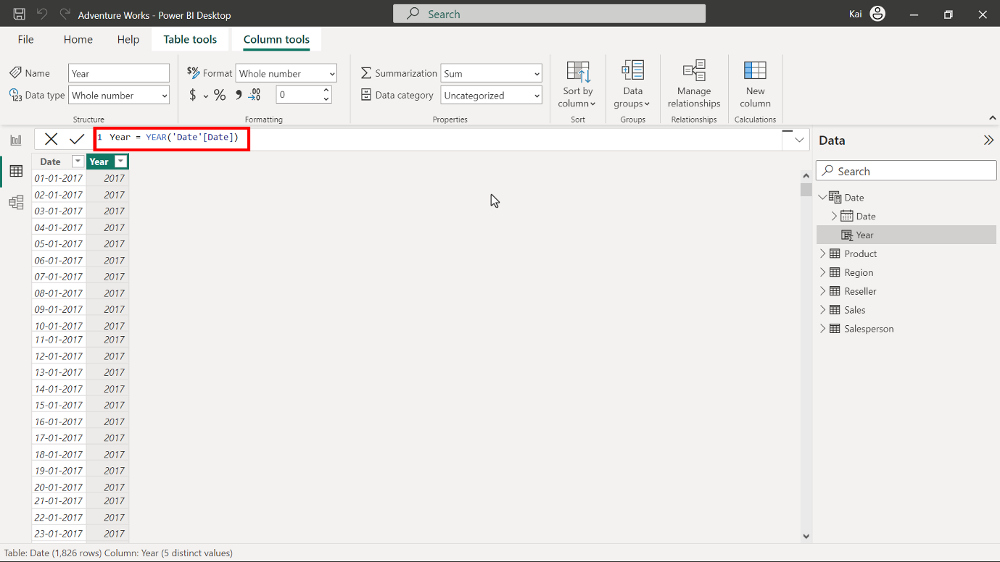 Adventure Works - Power BI Desktop
Search
Kai
File Home Help Table tools Column tools
Name Year
Data type Whole number
Structure
$% Format Whole number
$ % 9 .00 →0 0
Formatting
Summarization Sum
Data category Uncategorized
Properties
Sort by
column
Sort
Data
groups
Groups
Manage
relationships
Relationships
New
column
Calculations
1 Year = YEAR('Date'[Date])
Date Year
01-01-2017 2017
02-01-2017 2017
03-01-2017 2017
04-01-2017 2017
05-01-2017 2017
06-01-2017 2017
07-01-2017 2017
08-01-2017 2017
09-01-2017 2017
10-01-2017 2017
11-01-2017 2017
12-01-2017 2017
13-01-2017 2017
14-01-2017 2017
15-01-2017 2017
16-01-2017 2017
17-01-2017 2017
18-01-2017 2017
19-01-2017 2017
20-01-2017 2017
21-01-2017 2017
22-01-2017 2017
23-01-2017 2017
Data
Search
Date
Date
Year
Product
Region
Reseller
Sales
Salesperson
Table: Date (1,826 rows) Column: Year (5 distinct values)